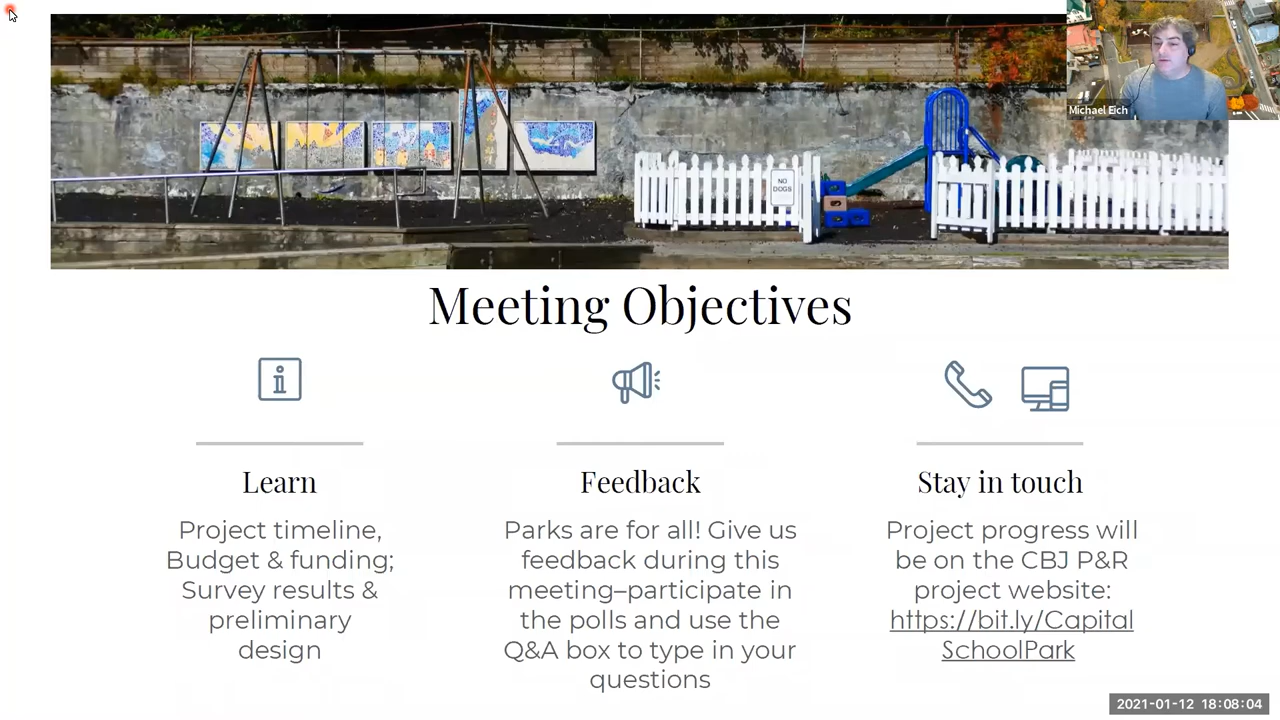 Michael Eich
NO
DOGS
Meeting Objectives
Learn
Project timeline,
Budget & funding;
Survey results &
preliminary
design
Feedback
Parks are for all! Give us
feedback during this
meeting–participate in
the polls and use the
Q&A box to type in your
questions
Stay in touch
Project progress will
be on the CBJ P&R
project website:
https://bit.ly/Capital
SchoolPark
2021-01-12 18:08:04